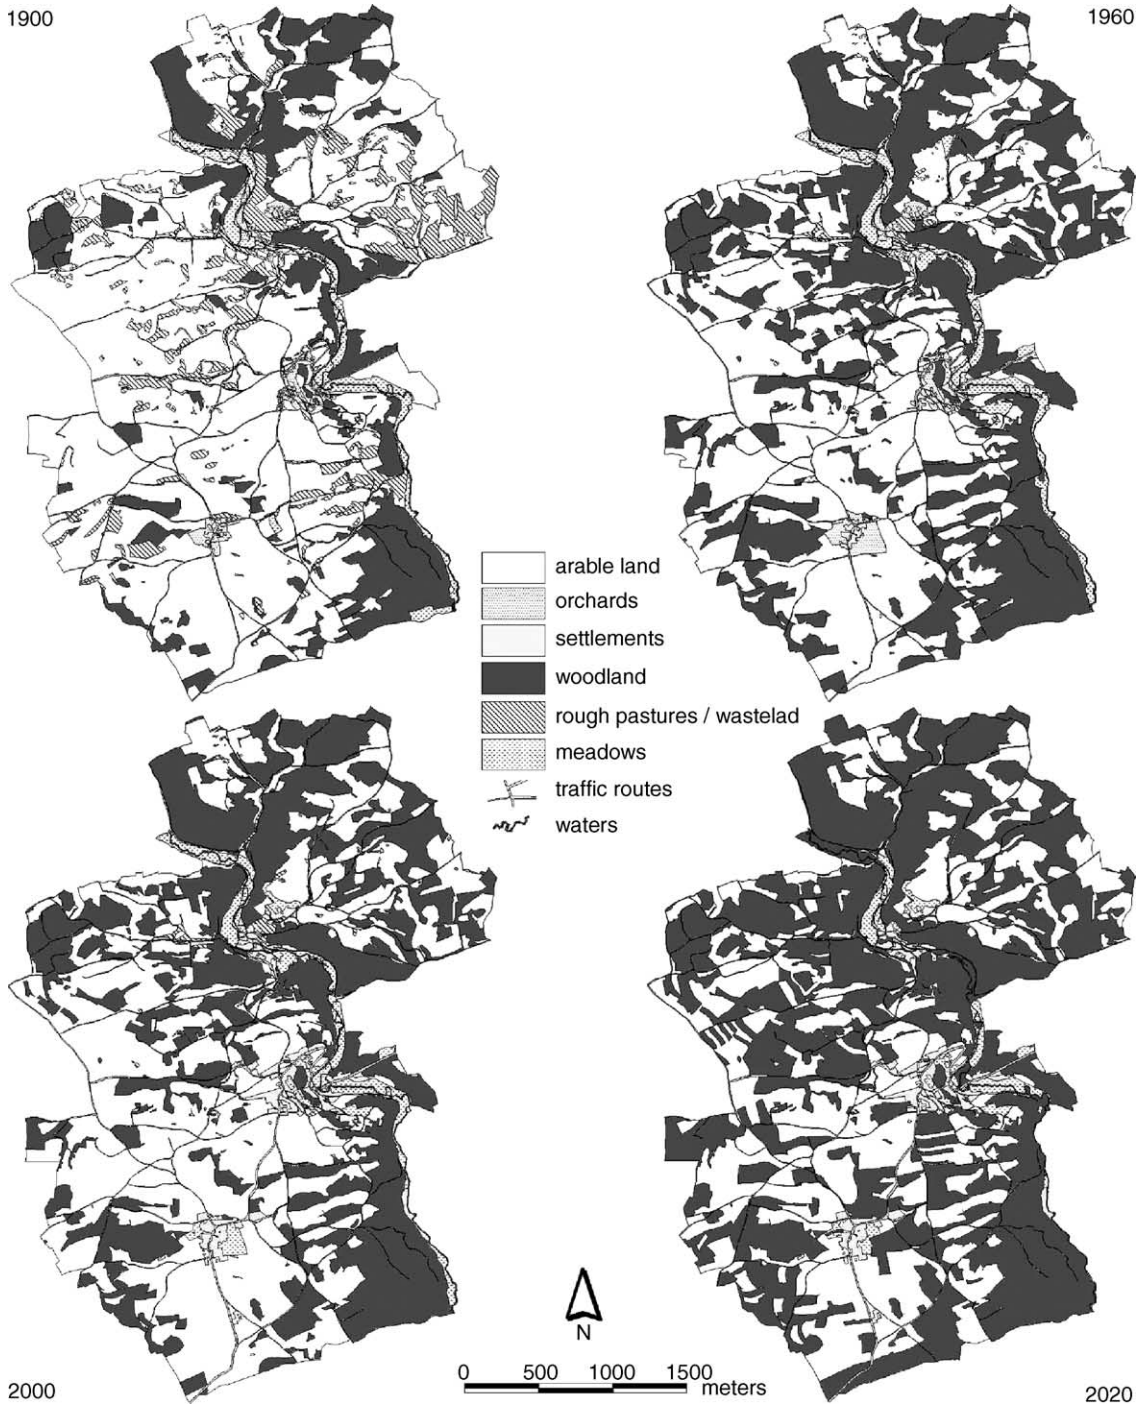 1900
1960
arable land
orchards
settlements
woodland
rough pastures / wastelad
meadows
traffic routes
waters
N
0 500 1000 1500
meters
2000
2020